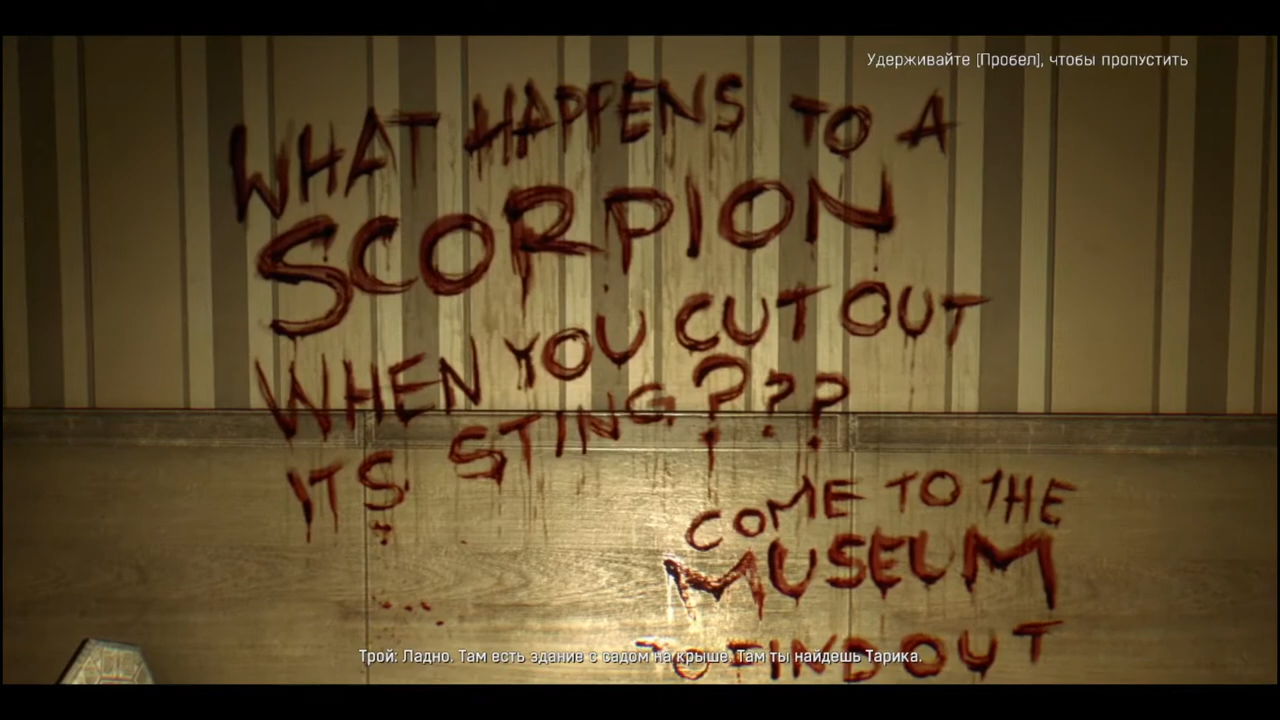 Удерживайте [Пробел], чтобы пропустить
WHAT HAPPENS TO A
SCORPION
WHEN YOU CUT OUT
ITS STING???
COME TO THE
MUSEUM
TO FIND OUT
Трой: Ладно. Там есть здание с садом на крыше. Там ты найдешь Тарика.